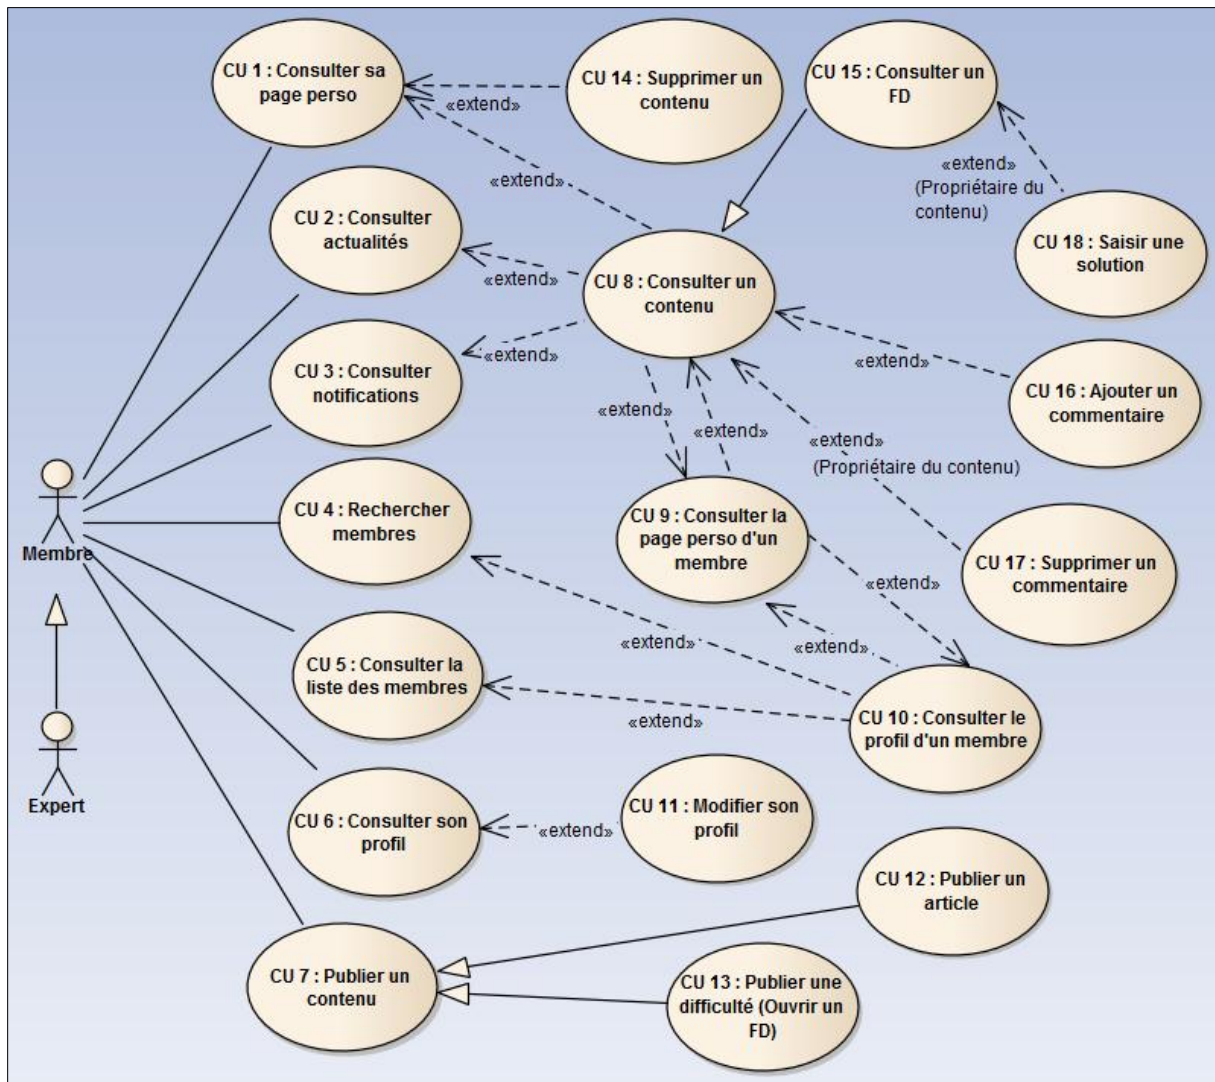 CU 1 : Consulter sa
page perso
CU 14 : Supprimer un
contenu
CU 15 : Consulter un
FD
«extend»
«extend»
«extend»
(Propriétaire du
contenu)
CU 2 : Consulter
actualités
CU 18 : Saisir une
solution
«extend»
CU 8 : Consulter un
contenu
CU 3 : Consulter
notifications
«extend»
«extend»
CU 16 : Ajouter un
commentaire
«extend»
«extend»
«extend»
(Propriétaire du contenu)
CU 4 : Rechercher
membres
CU 9 : Consulter la
page perso d'un
membre
Membre
CU 17 : Supprimer un
commentaire
«extend»
«extend»
«extend»
CU 5 : Consulter la
liste des membres
«extend»
CU 10 : Consulter le
profil d'un membre
Expert
CU 6 : Consulter son
profil
«extend»
CU 11 : Modifier son
profil
CU 12 : Publier un
article
CU 7 : Publier un
contenu
CU 13 : Publier une
difficulté (Ouvrir un
FD)